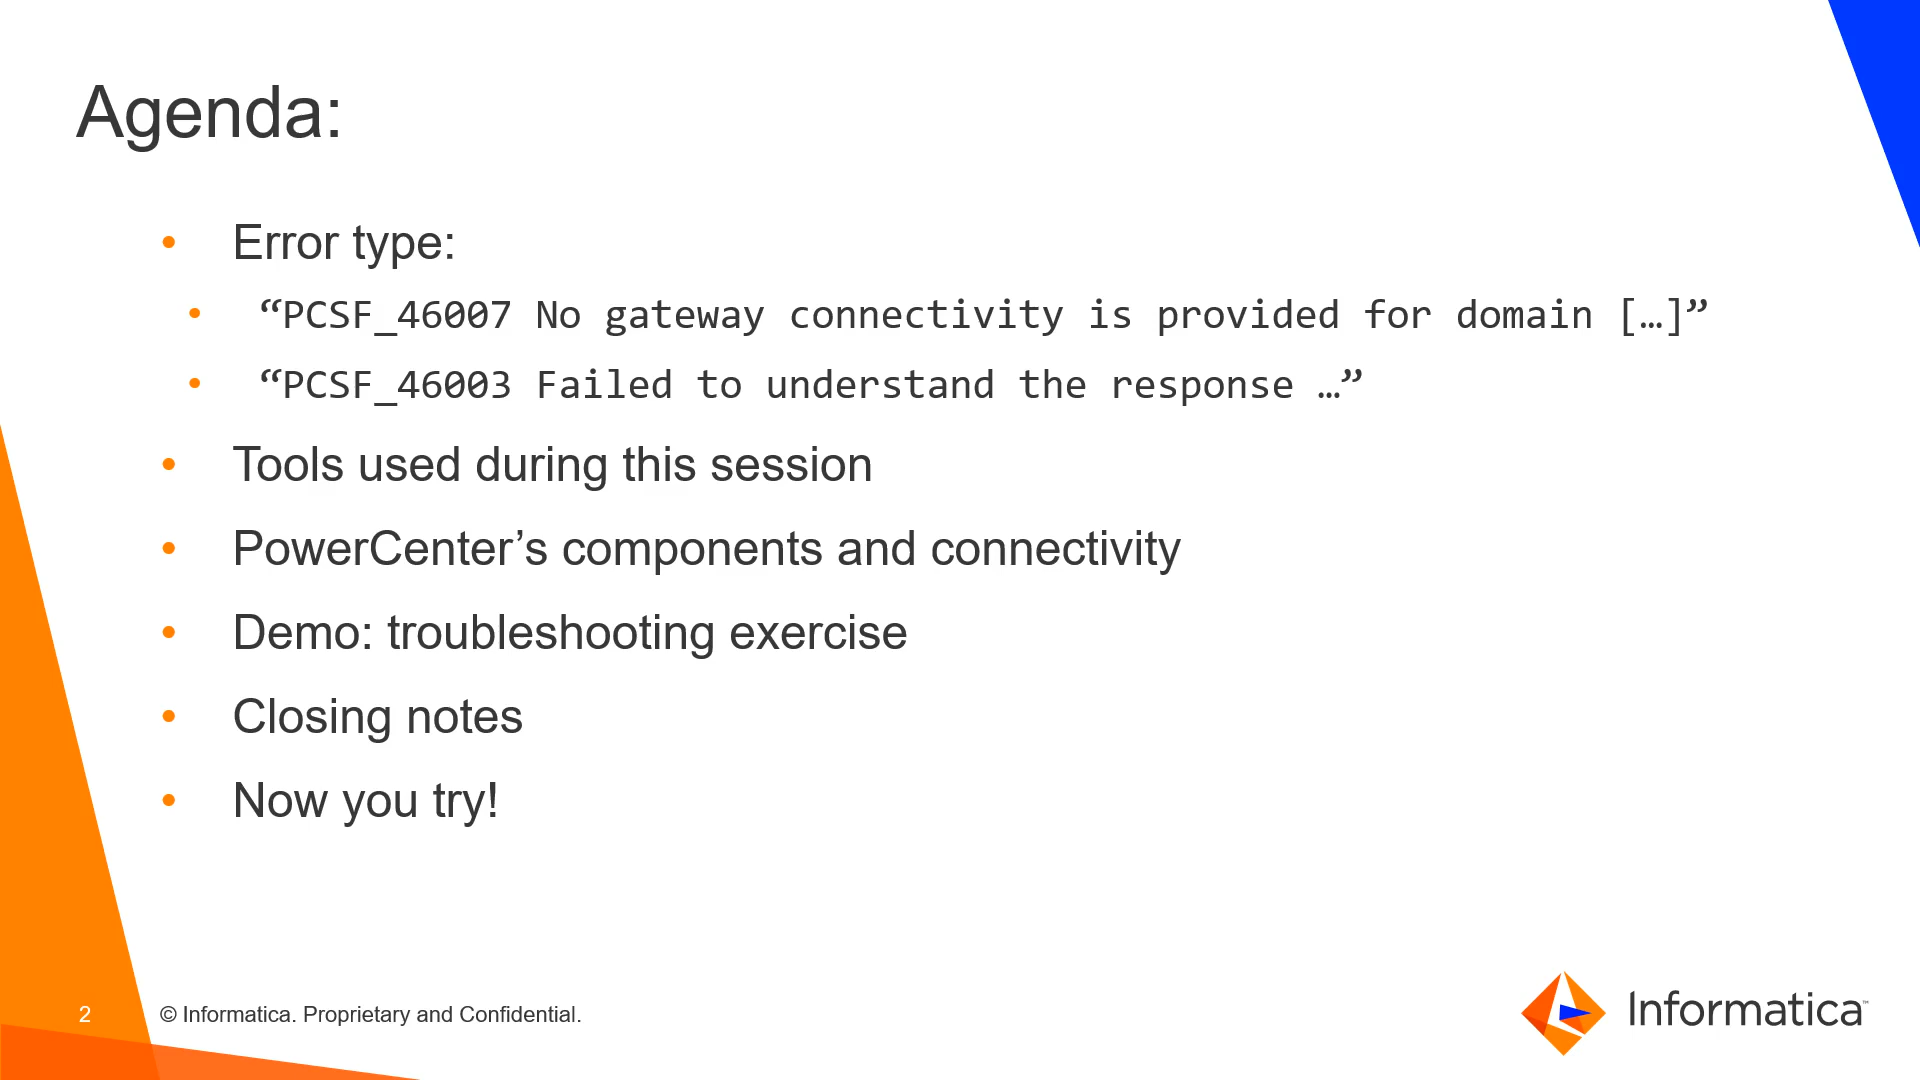 Agenda:
• Error type:
• “PCSF_46007 No gateway connectivity is provided for domain […]”
• “PCSF_46003 Failed to understand the response …”
• Tools used during this session
• PowerCenter’s components and connectivity
• Demo: troubleshooting exercise
• Closing notes
• Now you try!
2 © Informatica. Proprietary and Confidential.
Informatica™